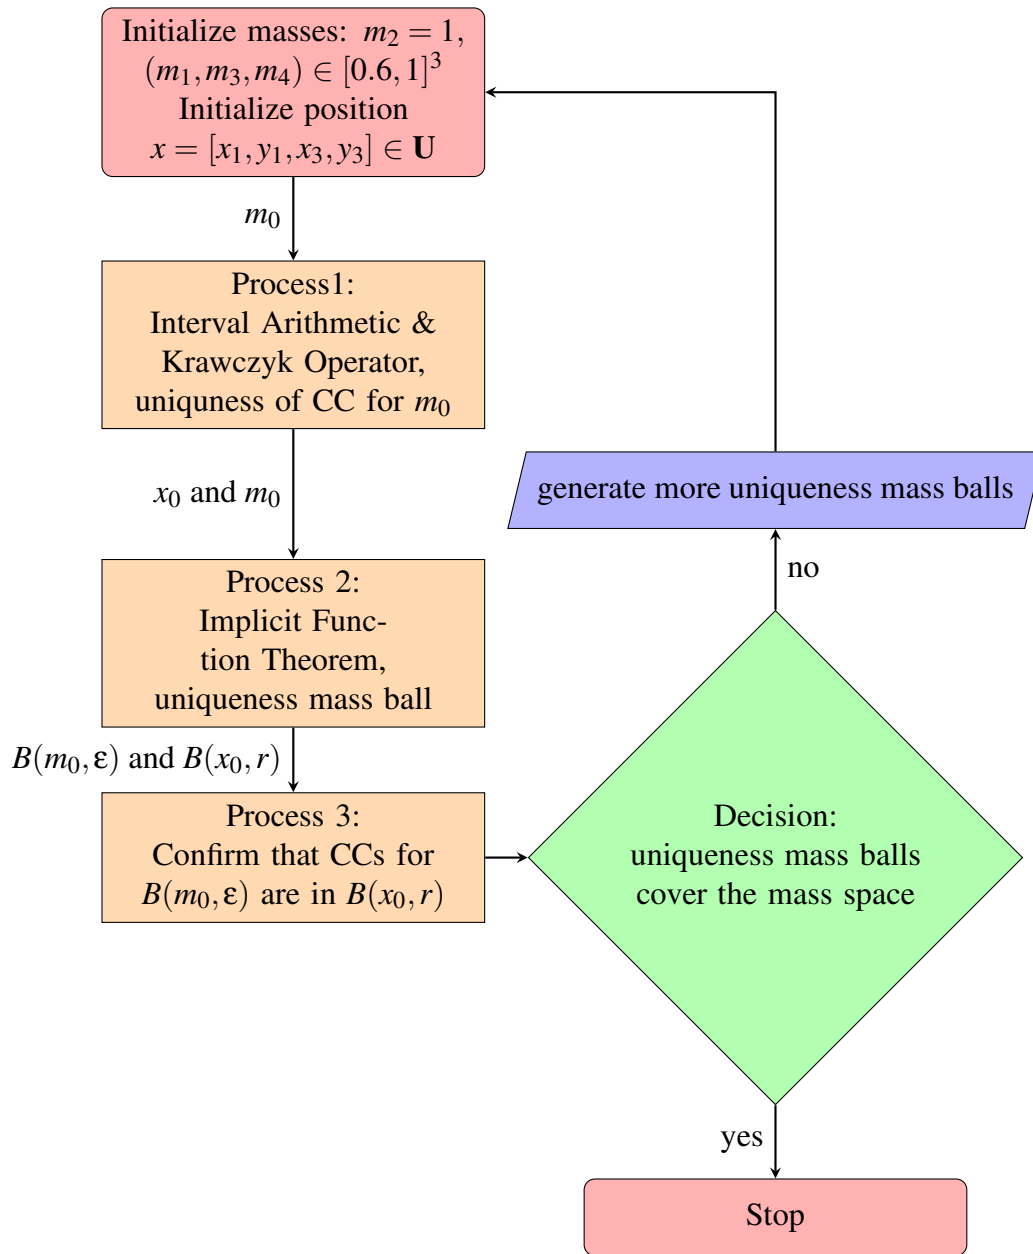 Initialize masses: m₂ = 1,
(m₁, m₃, m₄) ∈ [0.6, 1]³
Initialize position
x = [x₁, y₁, x₃, y₃] ∈ U
m₀
Process1:
Interval Arithmetic &
Krawczyk Operator,
uniquness of CC for m₀
x₀ and m₀
Process 2:
Implicit Func-
tion Theorem,
uniqueness mass ball
B(m₀, ε) and B(x₀, r)
Process 3:
Confirm that CCs for
B(m₀, ε) are in B(x₀, r)
generate more uniqueness mass balls
no
Decision:
uniqueness mass balls
cover the mass space
yes
Stop